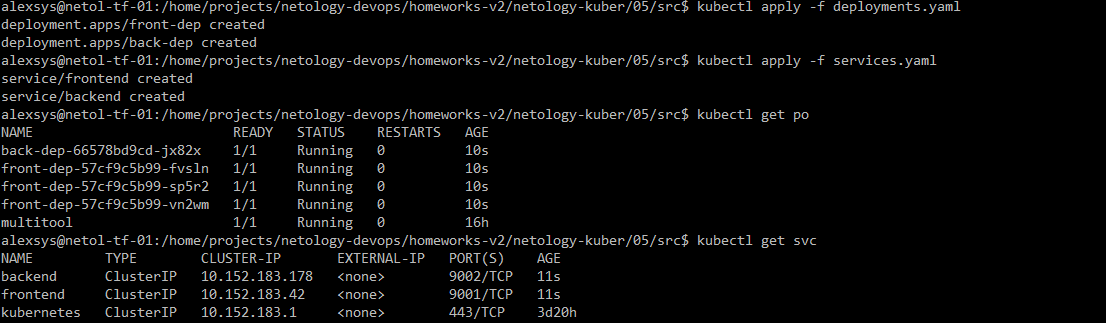 alexsys@netol-tf-01:/home/projects/netology-devops/homeworks-v2/netology-kuber/05/src$ kubectl apply -f deployments.yaml
deployment.apps/front-dep created
deployment.apps/back-dep created
alexsys@netol-tf-01:/home/projects/netology-devops/homeworks-v2/netology-kuber/05/src$ kubectl apply -f services.yaml
service/frontend created
service/backend created
alexsys@netol-tf-01:/home/projects/netology-devops/homeworks-v2/netology-kuber/05/src$ kubectl get po
NAME                         READY   STATUS    RESTARTS   AGE
back-dep-66578bd9cd-jx82x    1/1     Running   0          10s
front-dep-57cf9c5b99-fvsln   1/1     Running   0          10s
front-dep-57cf9c5b99-sp5r2   1/1     Running   0          10s
front-dep-57cf9c5b99-vn2wm   1/1     Running   0          10s
multitool                    1/1     Running   0          16h
alexsys@netol-tf-01:/home/projects/netology-devops/homeworks-v2/netology-kuber/05/src$ kubectl get svc
NAME         TYPE        CLUSTER-IP       EXTERNAL-IP   PORT(S)    AGE
backend      ClusterIP   10.152.183.178   <none>        9002/TCP   11s
frontend     ClusterIP   10.152.183.42    <none>        9001/TCP   11s
kubernetes   ClusterIP   10.152.183.1     <none>        443/TCP    3d20h